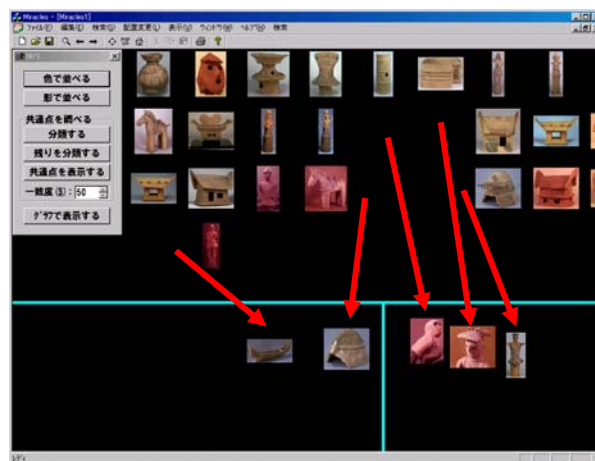 Miracles - [Miracles1]
ファイル(F) 編集(E) 検索(S) 配置変更(L) 表示(V) ウィンドウ(W) ヘルプ(H) 検索
色で並べる
形で並べる
共通点を調べる
分類する
残りを分類する
共通点を表示する
一致度(S): 50
グラフで表示する
レディ